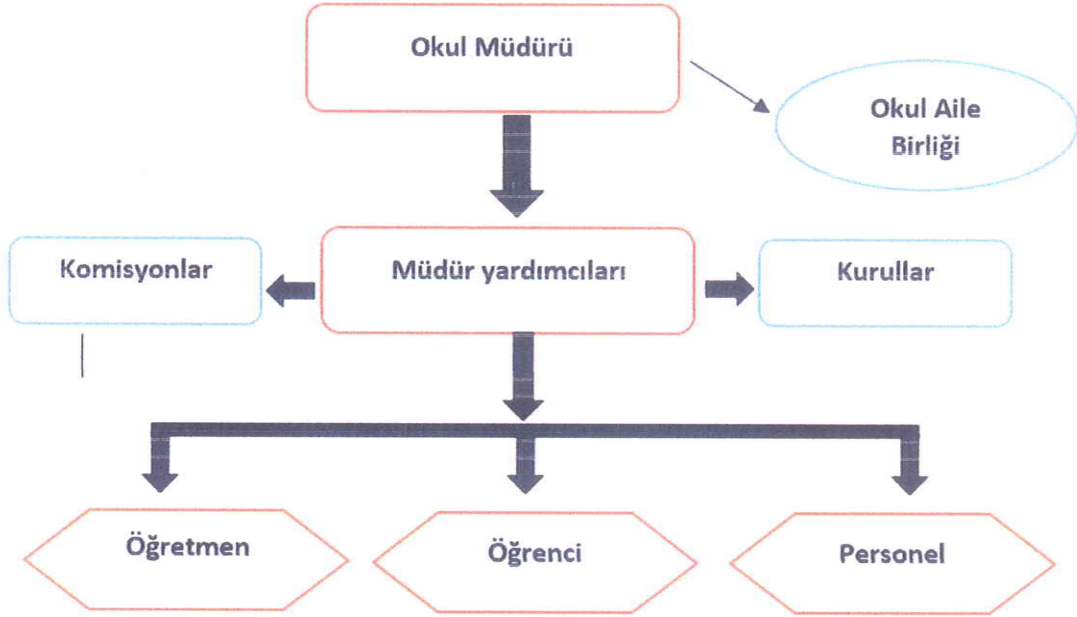 Okul Müdürü
Okul Aile
Birliği
Komisyonlar
Müdür yardımcıları
Kurullar
Öğretmen
Öğrenci
Personel